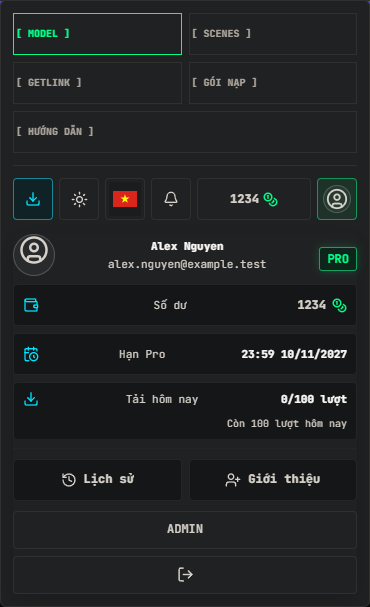 [ MODEL ]
[ SCENES ]
[ GETLINK ]
[ GÓI NẠP ]
[ HƯỚNG DẪN ]
1234
Alex Nguyen
alex.nguyen@example.test
PRO
Số dư
1234
Hạn Pro
23:59 10/11/2027
Tải hôm nay
0/100 lượt
Còn 100 lượt hôm nay
Lịch sử
Giới thiệu
ADMIN